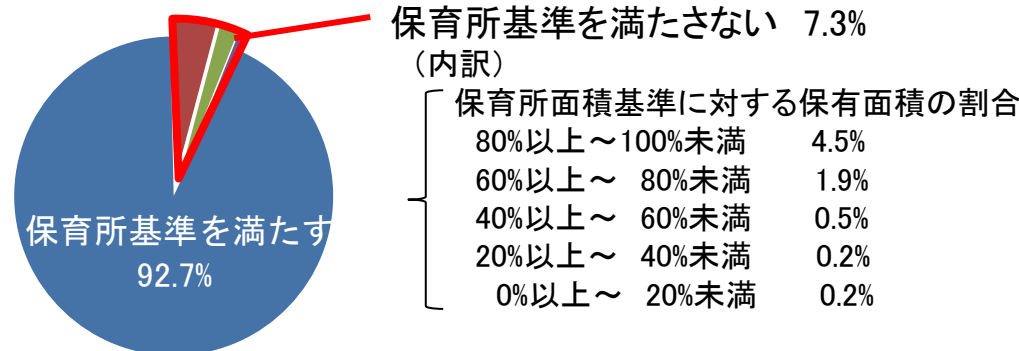 保育所基準を満たさない 7.3%
（内訳）
保育所面積基準に対する保有面積の割合
80%以上～100%未満 4.5%
60%以上～ 80%未満 1.9%
40%以上～ 60%未満 0.5%
20%以上～ 40%未満 0.2%
0%以上～ 20%未満 0.2%
保育所基準を満たす
92.7%